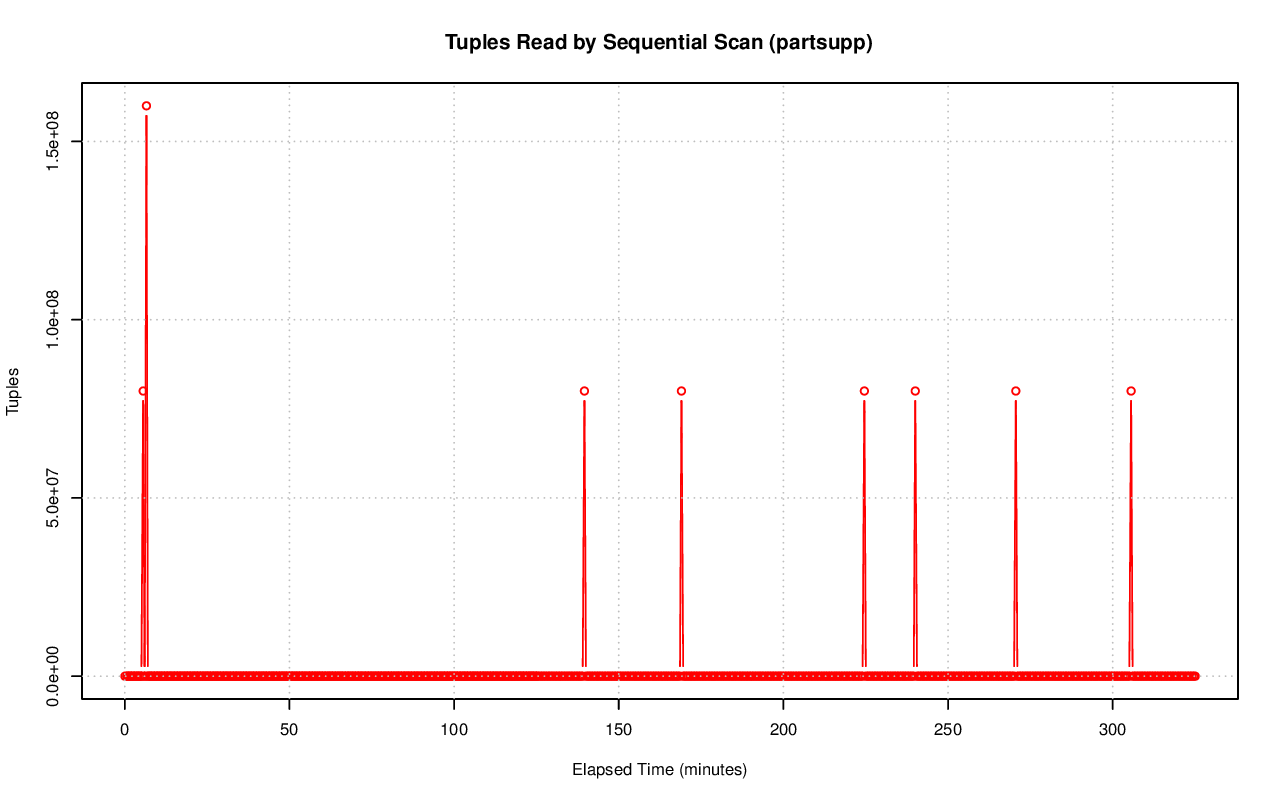 Tuples Read by Sequential Scan (partsupp)
Tuples
1.5e+08
1.0e+08
5.0e+07
0.0e+00
0 50 100 150 200 250 300
Elapsed Time (minutes)